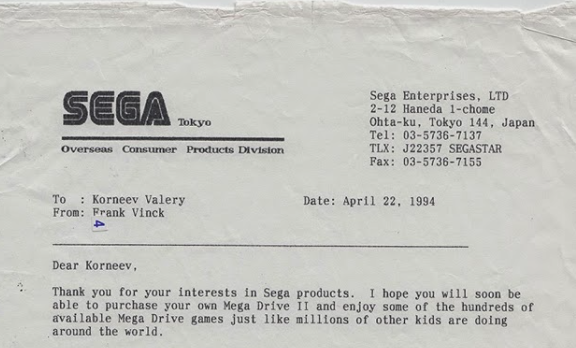 SEGA Tokyo
Overseas Consumer Products Division
Sega Enterprises, LTD
2-12 Haneda 1-chome
Ohta-ku, Tokyo 144, Japan
Tel: 03-5736-7137
TLX: J22357 SEGASTAR
Fax: 03-5736-7155
To : Korneev Valery
Date: April 22, 1994
From: Frank Vinck
Dear Korneev,
Thank you for your interests in Sega products. I hope you will soon be
able to purchase your own Mega Drive II and enjoy some of the hundreds of
available Mega Drive games just like millions of other kids are doing
around the world.